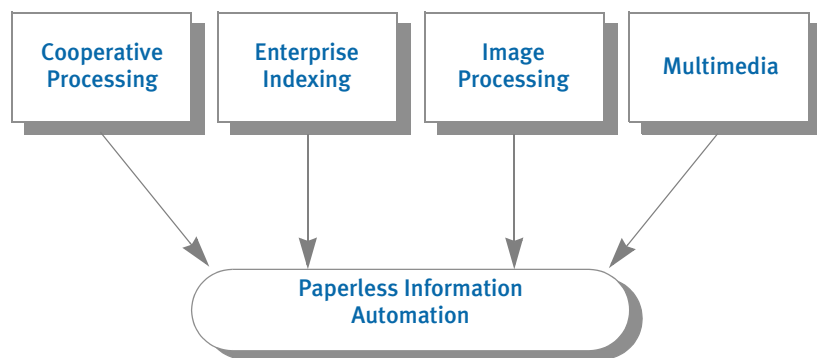 Cooperative
Processing
Enterprise
Indexing
Image
Processing
Multimedia
Paperless Information
Automation